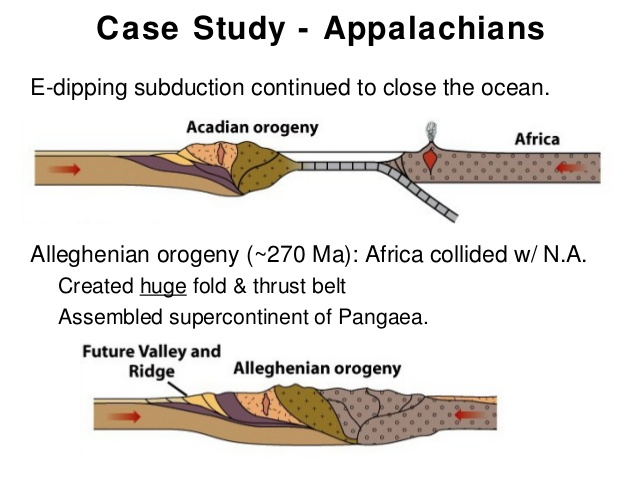 Case Study - Appalachians
E-dipping subduction continued to close the ocean.
Acadian orogeny
Africa
Alleghenian orogeny (~270 Ma): Africa collided w/ N.A.
Created huge fold & thrust belt
Assembled supercontinent of Pangaea.
Future Valley and
Ridge
Alleghenian orogeny